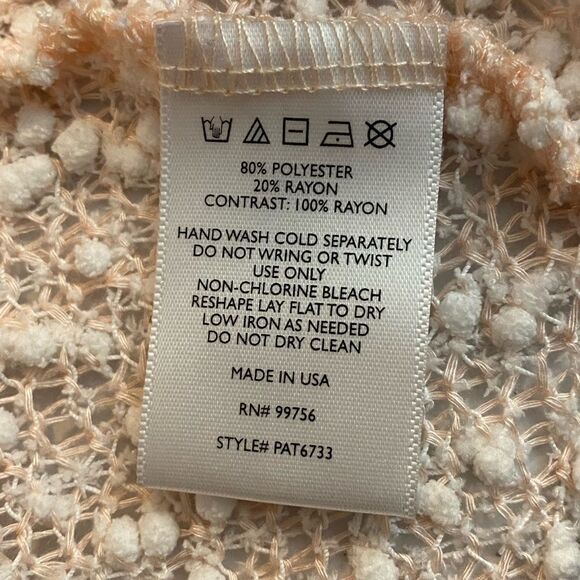 80% POLYESTER
20% RAYON
CONTRAST: 100% RAYON
HAND WASH COLD SEPARATELY
DO NOT WRING OR TWIST
USE ONLY
NON-CHLORINE BLEACH
RESHAPE LAY FLAT TO DRY
LOW IRON AS NEEDED
DO NOT DRY CLEAN
MADE IN USA
RN# 99756
STYLE# PAT6733